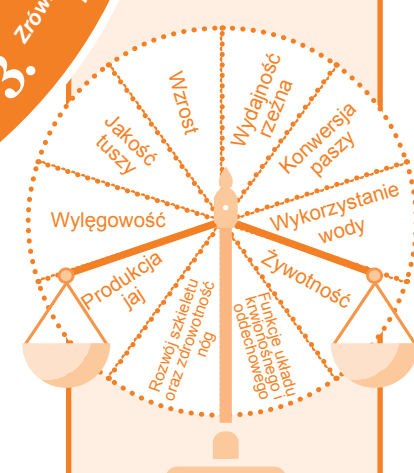 3. Zrów
Wzrost
Wydajność
rzeźna
Konwersja
paszy
Wykorzystanie
wody
Żywotność
Funkcje układu
krwionośnego i
oddechowego
Rozwój szkieletu
oraz zdrowotność
nóg
Produkcja
jaj
Wylęgowość
Jakość
tuszy